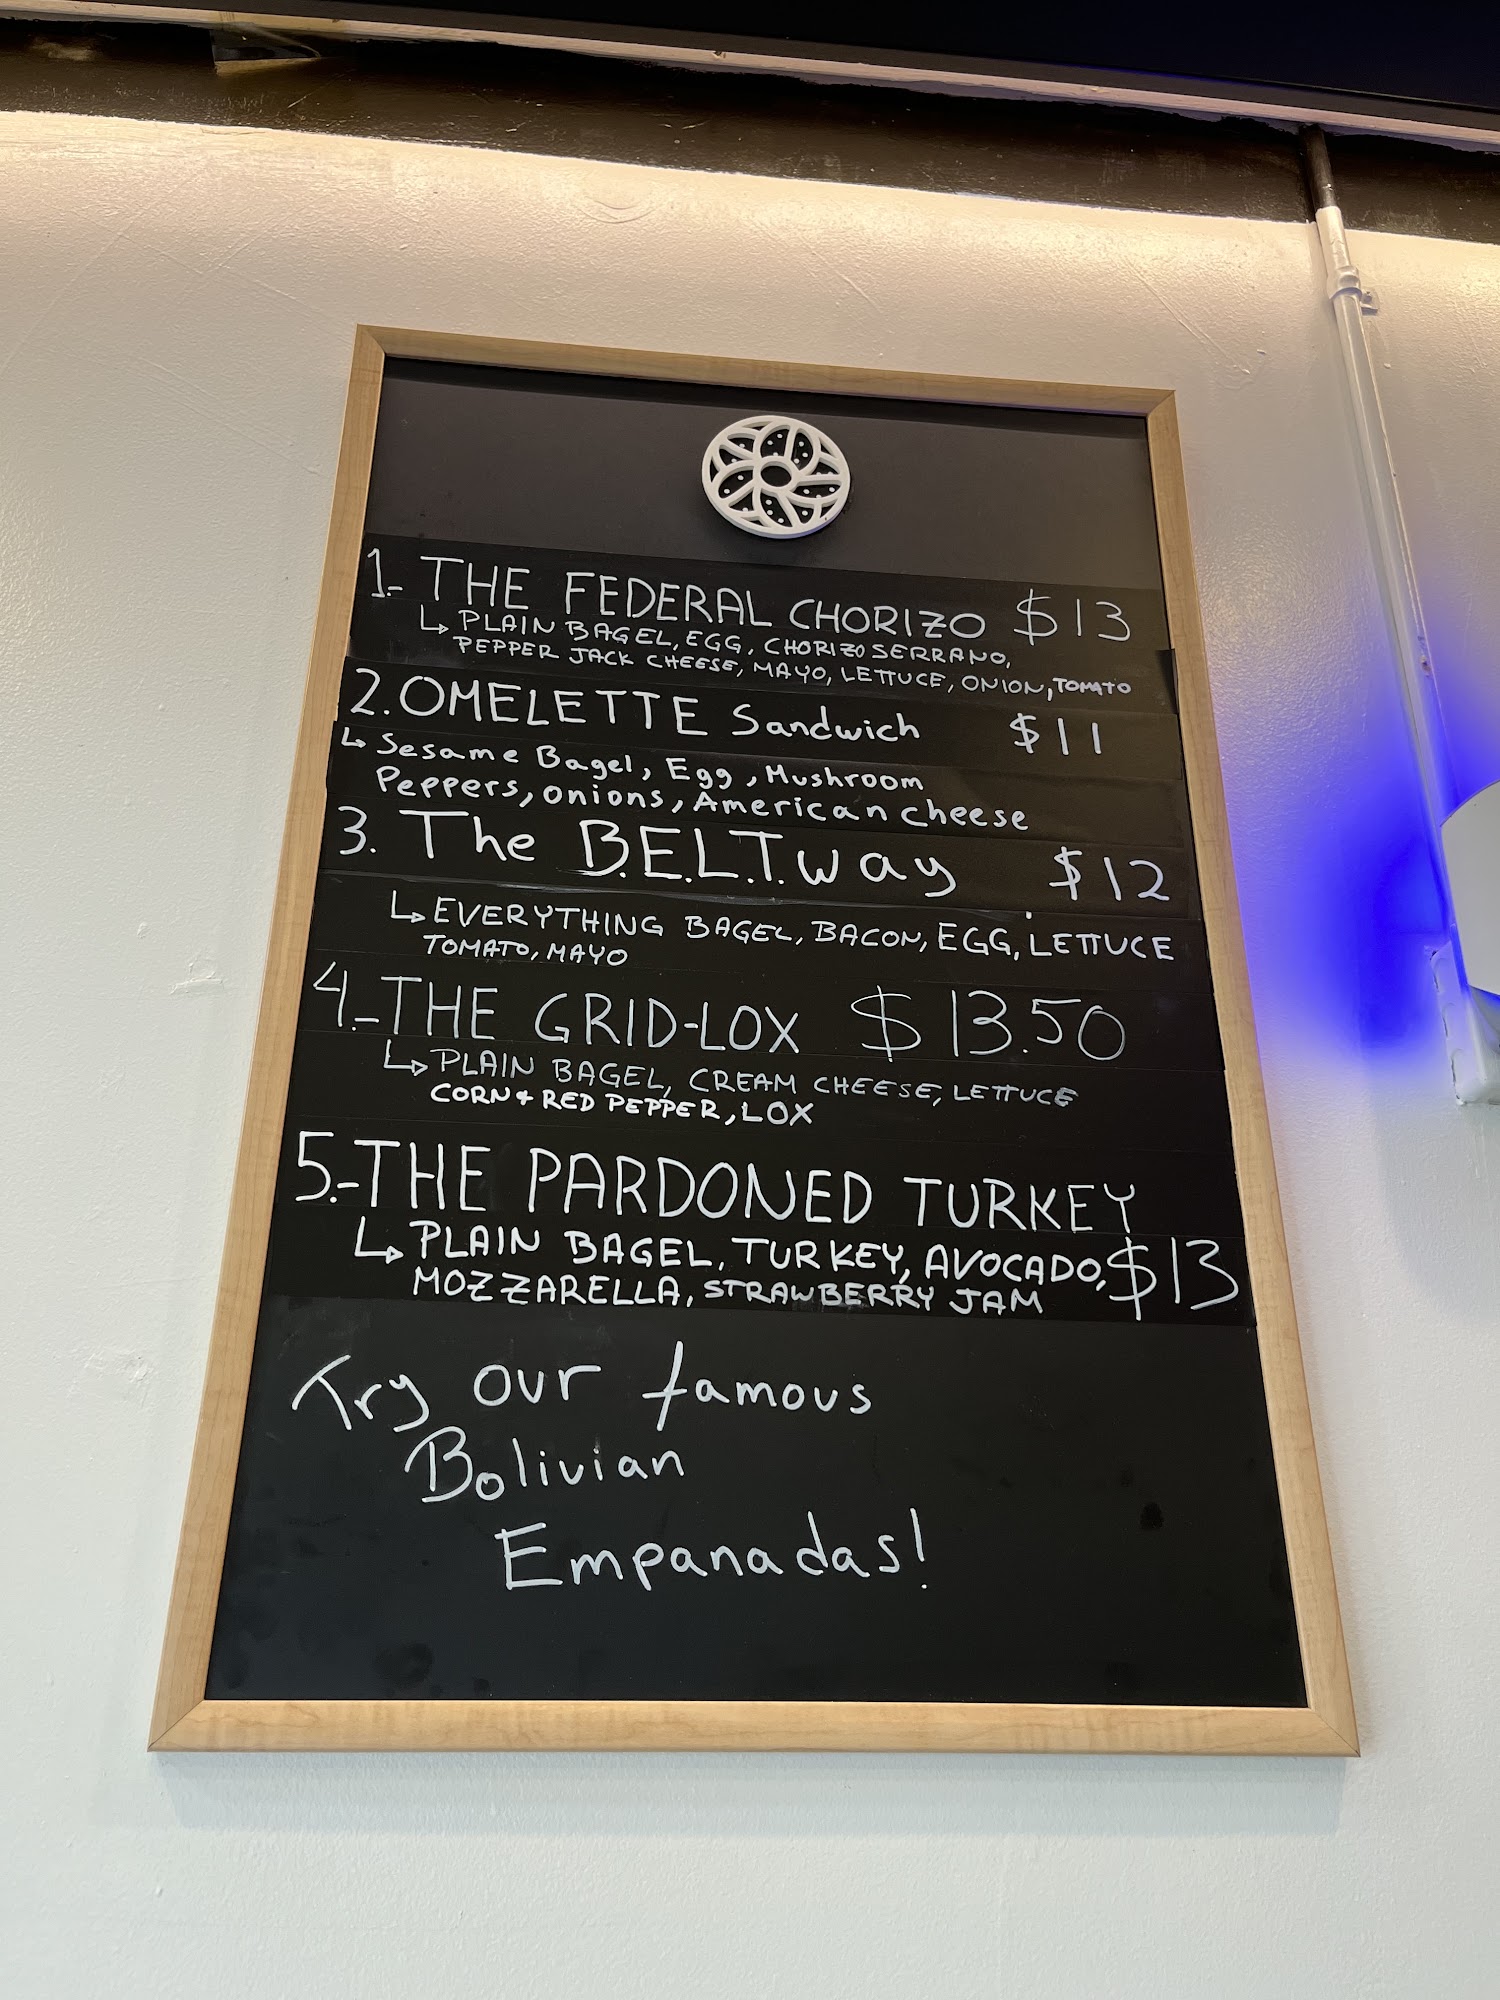 1- THE FEDERAL CHORIZO $13
↳ PLAIN BAGEL, EGG, CHORIZO SERRANO,
PEPPER JACK CHEESE, MAYO, LETTUCE, ONION, TOMATO
2. OMELETTE Sandwich $11
↳ Sesame Bagel, Egg, Mushroom
Peppers, onions, American cheese
3. The B.E.L.T.way $12
↳ EVERYTHING BAGEL, BACON, EGG, LETTUCE
TOMATO, MAYO
4.- THE GRID-LOX $13.50
↳ PLAIN BAGEL, CREAM CHEESE, LETTUCE
CORN & RED PEPPER, LOX
5.- THE PARDONED TURKEY
↳ PLAIN BAGEL, TURKEY, AVOCADO, $13
MOZZARELLA, STRAWBERRY JAM
Try our famous
Bolivian
Empanadas!